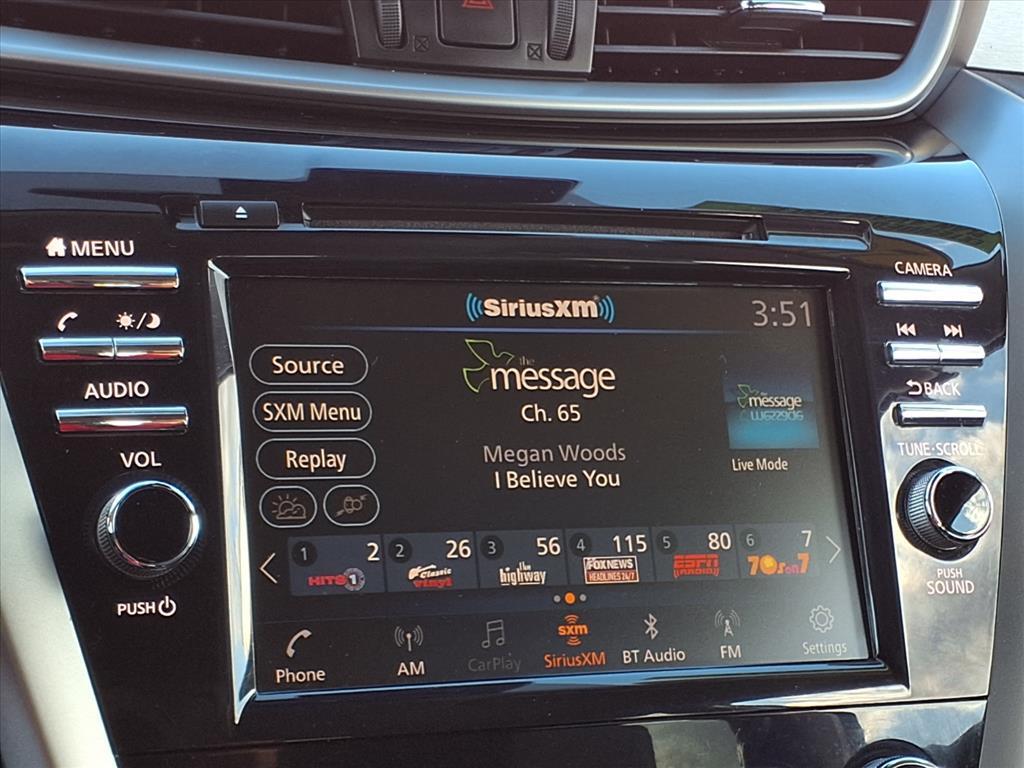 MENU
CAMERA
AUDIO
BACK
VOL
TUNE·SCROLL
PUSH
PUSH
SOUND
SiriusXM
3:51
Source
SXM Menu
Replay
the
message
Ch. 65
Megan Woods
I Believe You
the
message
Live Mode
1 2
HITS 1
2 26
Classic
vinyl
3 56
the
highway
4 115
FOX NEWS
HEADLINES 24/7
5 80
ESPN
RADIO
6 7
70s on 7
Phone
AM
CarPlay
sxm
SiriusXM
BT Audio
A
FM
Settings